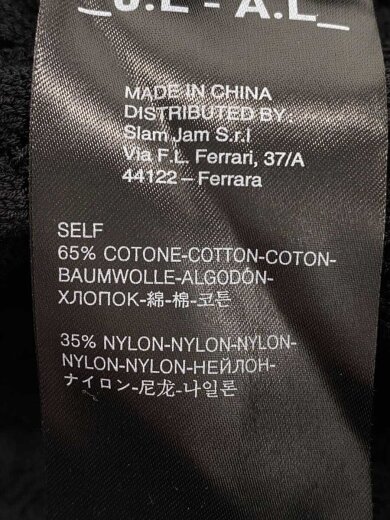 _J.L - A.L_
MADE IN CHINA
DISTRIBUTED BY:
Slam Jam S.r.l
Via F.L. Ferrari, 37/A
44122 – Ferrara
SELF
65% COTONE-COTTON-COTON-
BAUMWOLLE-ALGODÓN-
ХЛОПОК-綿-棉-코튼
35% NYLON-NYLON-NYLON-
NYLON-NYLON-НЕЙЛОН-
ナイロン-尼龙-나일론